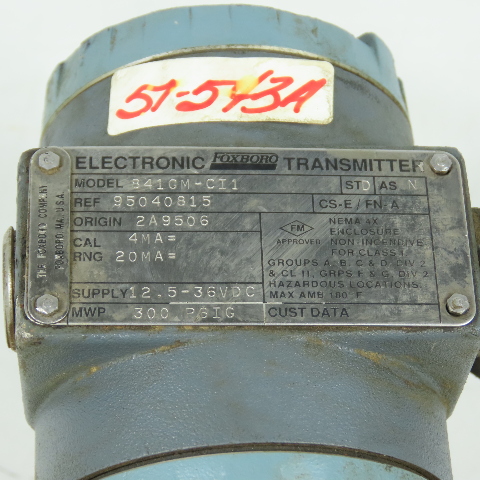 51-543A
ELECTRONIC FOXBORO TRANSMITTER
MODEL 841GM-CI1 STD AS N
REF 95040815 CS-E / FN-A
ORIGIN 2A9506
CAL 4MA=
RNG 20MA=
SUPPLY 12.5-36VDC
MWP 300 PSIG
FM
APPROVED
NEMA 4X
ENCLOSURE
NON-INCENDIVE
FOR CLASS I,
GROUPS A, B, C & D, DIV 2
& CL II, GRPS F & G, DIV 2
HAZARDOUS LOCATIONS.
MAX AMB 180 F
CUST DATA
THE FOXBORO COMPANY
FOXBORO MA, U.S.A.